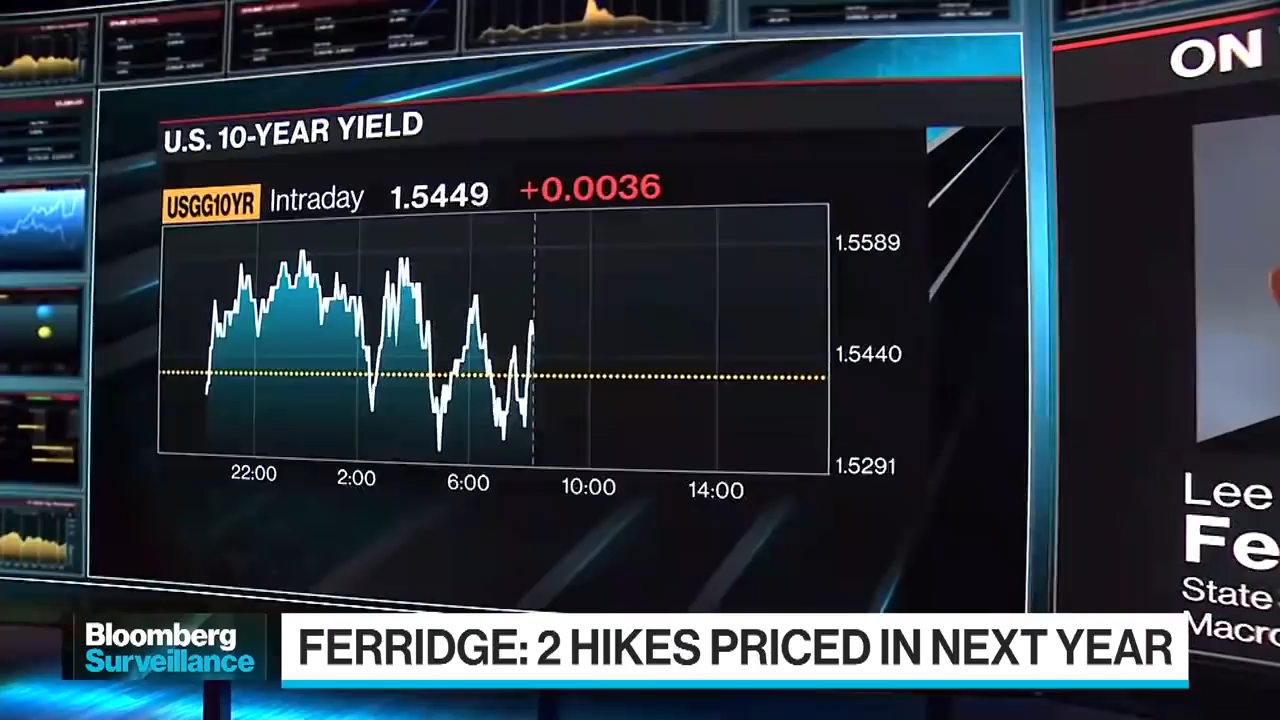 ON
U.S. 10-YEAR YIELD
USGG10YR Intraday 1.5449 +0.0036
1.5589
1.5440
1.5291
22:00 2:00 6:00 10:00 14:00
Lee
Fe
State
Macro
Bloomberg
Surveillance
FERRIDGE: 2 HIKES PRICED IN NEXT YEAR